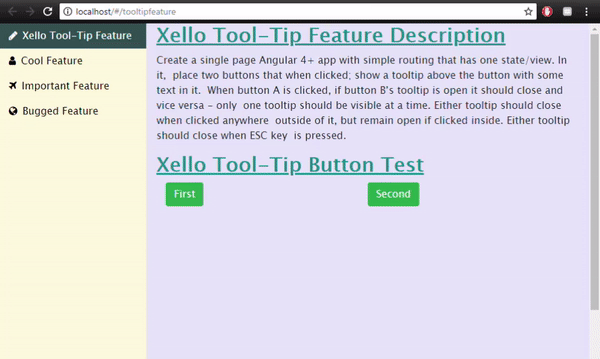 localhost/#/tooltipfeature
Xello Tool-Tip Feature
Cool Feature
Important Feature
Bugged Feature
Xello Tool-Tip Feature Description
Create a single page Angular 4+ app with simple routing that has one state/view. In
it, place two buttons that when clicked; show a tooltip above the button with some
text in it. When button A is clicked, if button B's tooltip is open it should close and
vice versa - only one tooltip should be visible at a time. Either tooltip should close
when clicked anywhere outside of it, but remain open if clicked inside. Either tooltip
should close when ESC key is pressed.
Xello Tool-Tip Button Test
First
Second